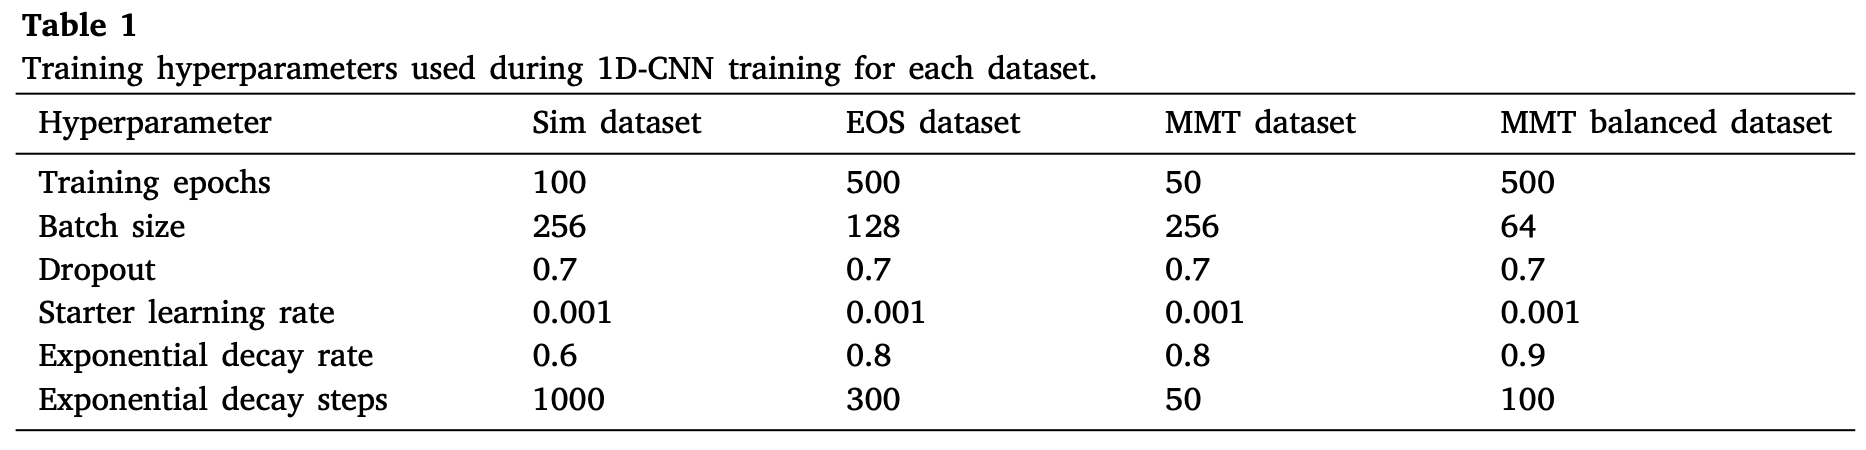 Table 1
Training hyperparameters used during 1D-CNN training for each dataset.
Hyperparameter Sim dataset EOS dataset MMT dataset MMT balanced dataset
Training epochs 100 500 50 500
Batch size 256 128 256 64
Dropout 0.7 0.7 0.7 0.7
Starter learning rate 0.001 0.001 0.001 0.001
Exponential decay rate 0.6 0.8 0.8 0.9
Exponential decay steps 1000 300 50 100